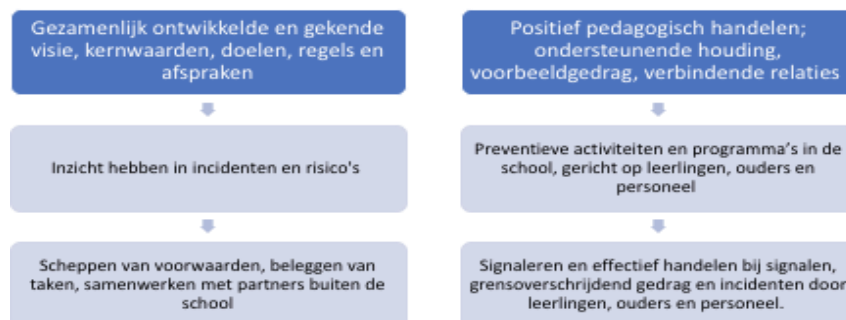 Gezamenlijk ontwikkelde en gekende
visie, kernwaarden, doelen, regels en
afspraken
Inzicht hebben in incidenten en risico's
Scheppen van voorwaarden, beleggen van
taken, samenwerken met partners buiten de
school
Positief pedagogisch handelen;
ondersteunende houding,
voorbeeldgedrag, verbindende relaties
Preventieve activiteiten en programma's in de
school, gericht op leerlingen, ouders en
personeel
Signaleren en effectief handelen bij signalen,
grensoverschrijdend gedrag en incidenten door
leerlingen, ouders en personeel.